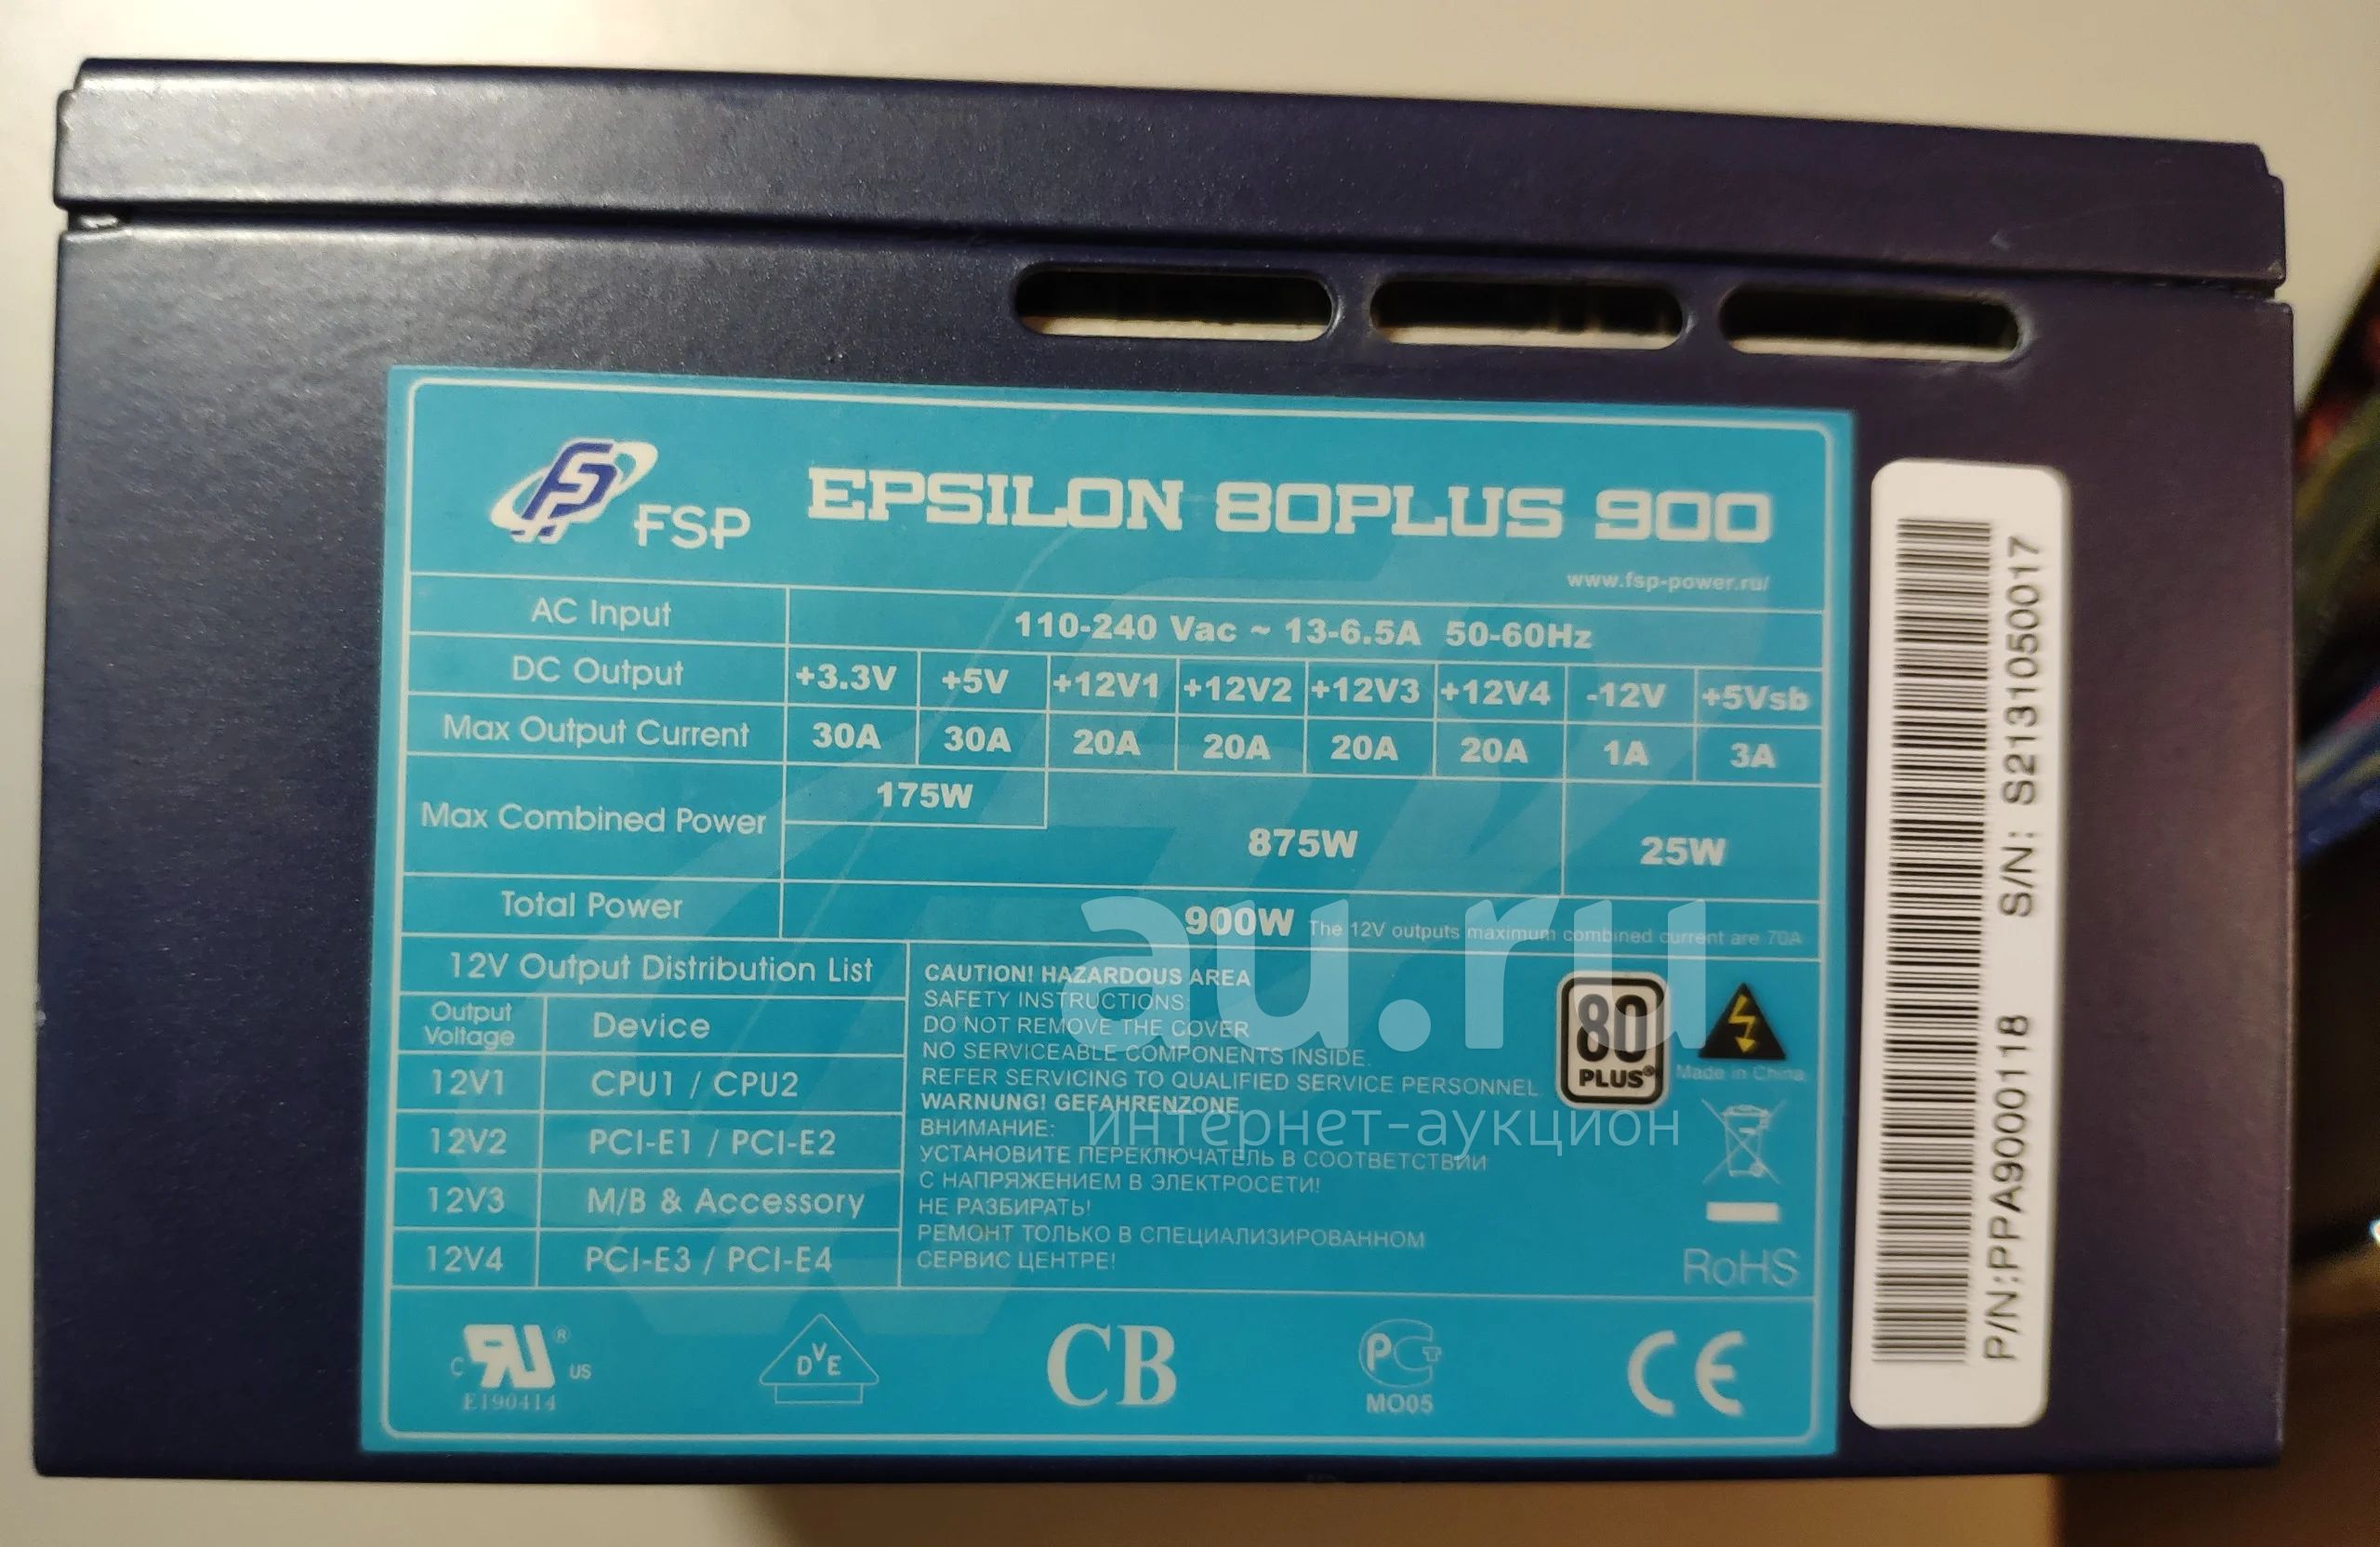 FSP EPSILON 80PLUS 900
www.fsp-power.ru/
AC Input 110-240 Vac ~ 13-6.5A 50-60Hz
DC Output +3.3V +5V +12V1 +12V2 +12V3 +12V4 -12V +5Vsb
Max Output Current 30A 30A 20A 20A 20A 20A 1A 3A
Max Combined Power 175W 875W 25W
Total Power 900W The 12V outputs maximum combined current are 70A
12V Output Distribution List
Output Voltage Device
12V1 CPU1 / CPU2
12V2 PCI-E1 / PCI-E2
12V3 M/B & Accessory
12V4 PCI-E3 / PCI-E4
CAUTION! HAZARDOUS AREA
SAFETY INSTRUCTIONS:
DO NOT REMOVE THE COVER
NO SERVICEABLE COMPONENTS INSIDE.
REFER SERVICING TO QUALIFIED SERVICE PERSONNEL
WARNUNG! GEFAHRENZONE
ВНИМАНИЕ:
УСТАНОВИТЕ ПЕРЕКЛЮЧАТЕЛЬ В СООТВЕТСТВИИ
С НАПРЯЖЕНИЕМ В ЭЛЕКТРОСЕТИ!
НЕ РАЗБИРАТЬ!
РЕМОНТ ТОЛЬКО В СПЕЦИАЛИЗИРОВАННОМ
СЕРВИС ЦЕНТРЕ!
80
PLUS®
Made in China
RoHS
C RU® US
E190414
DVE
CB
РСТ
MO05
CE
S/N: S2131050017
P/N:PPA9000118
au.ru
интернет-аукцион